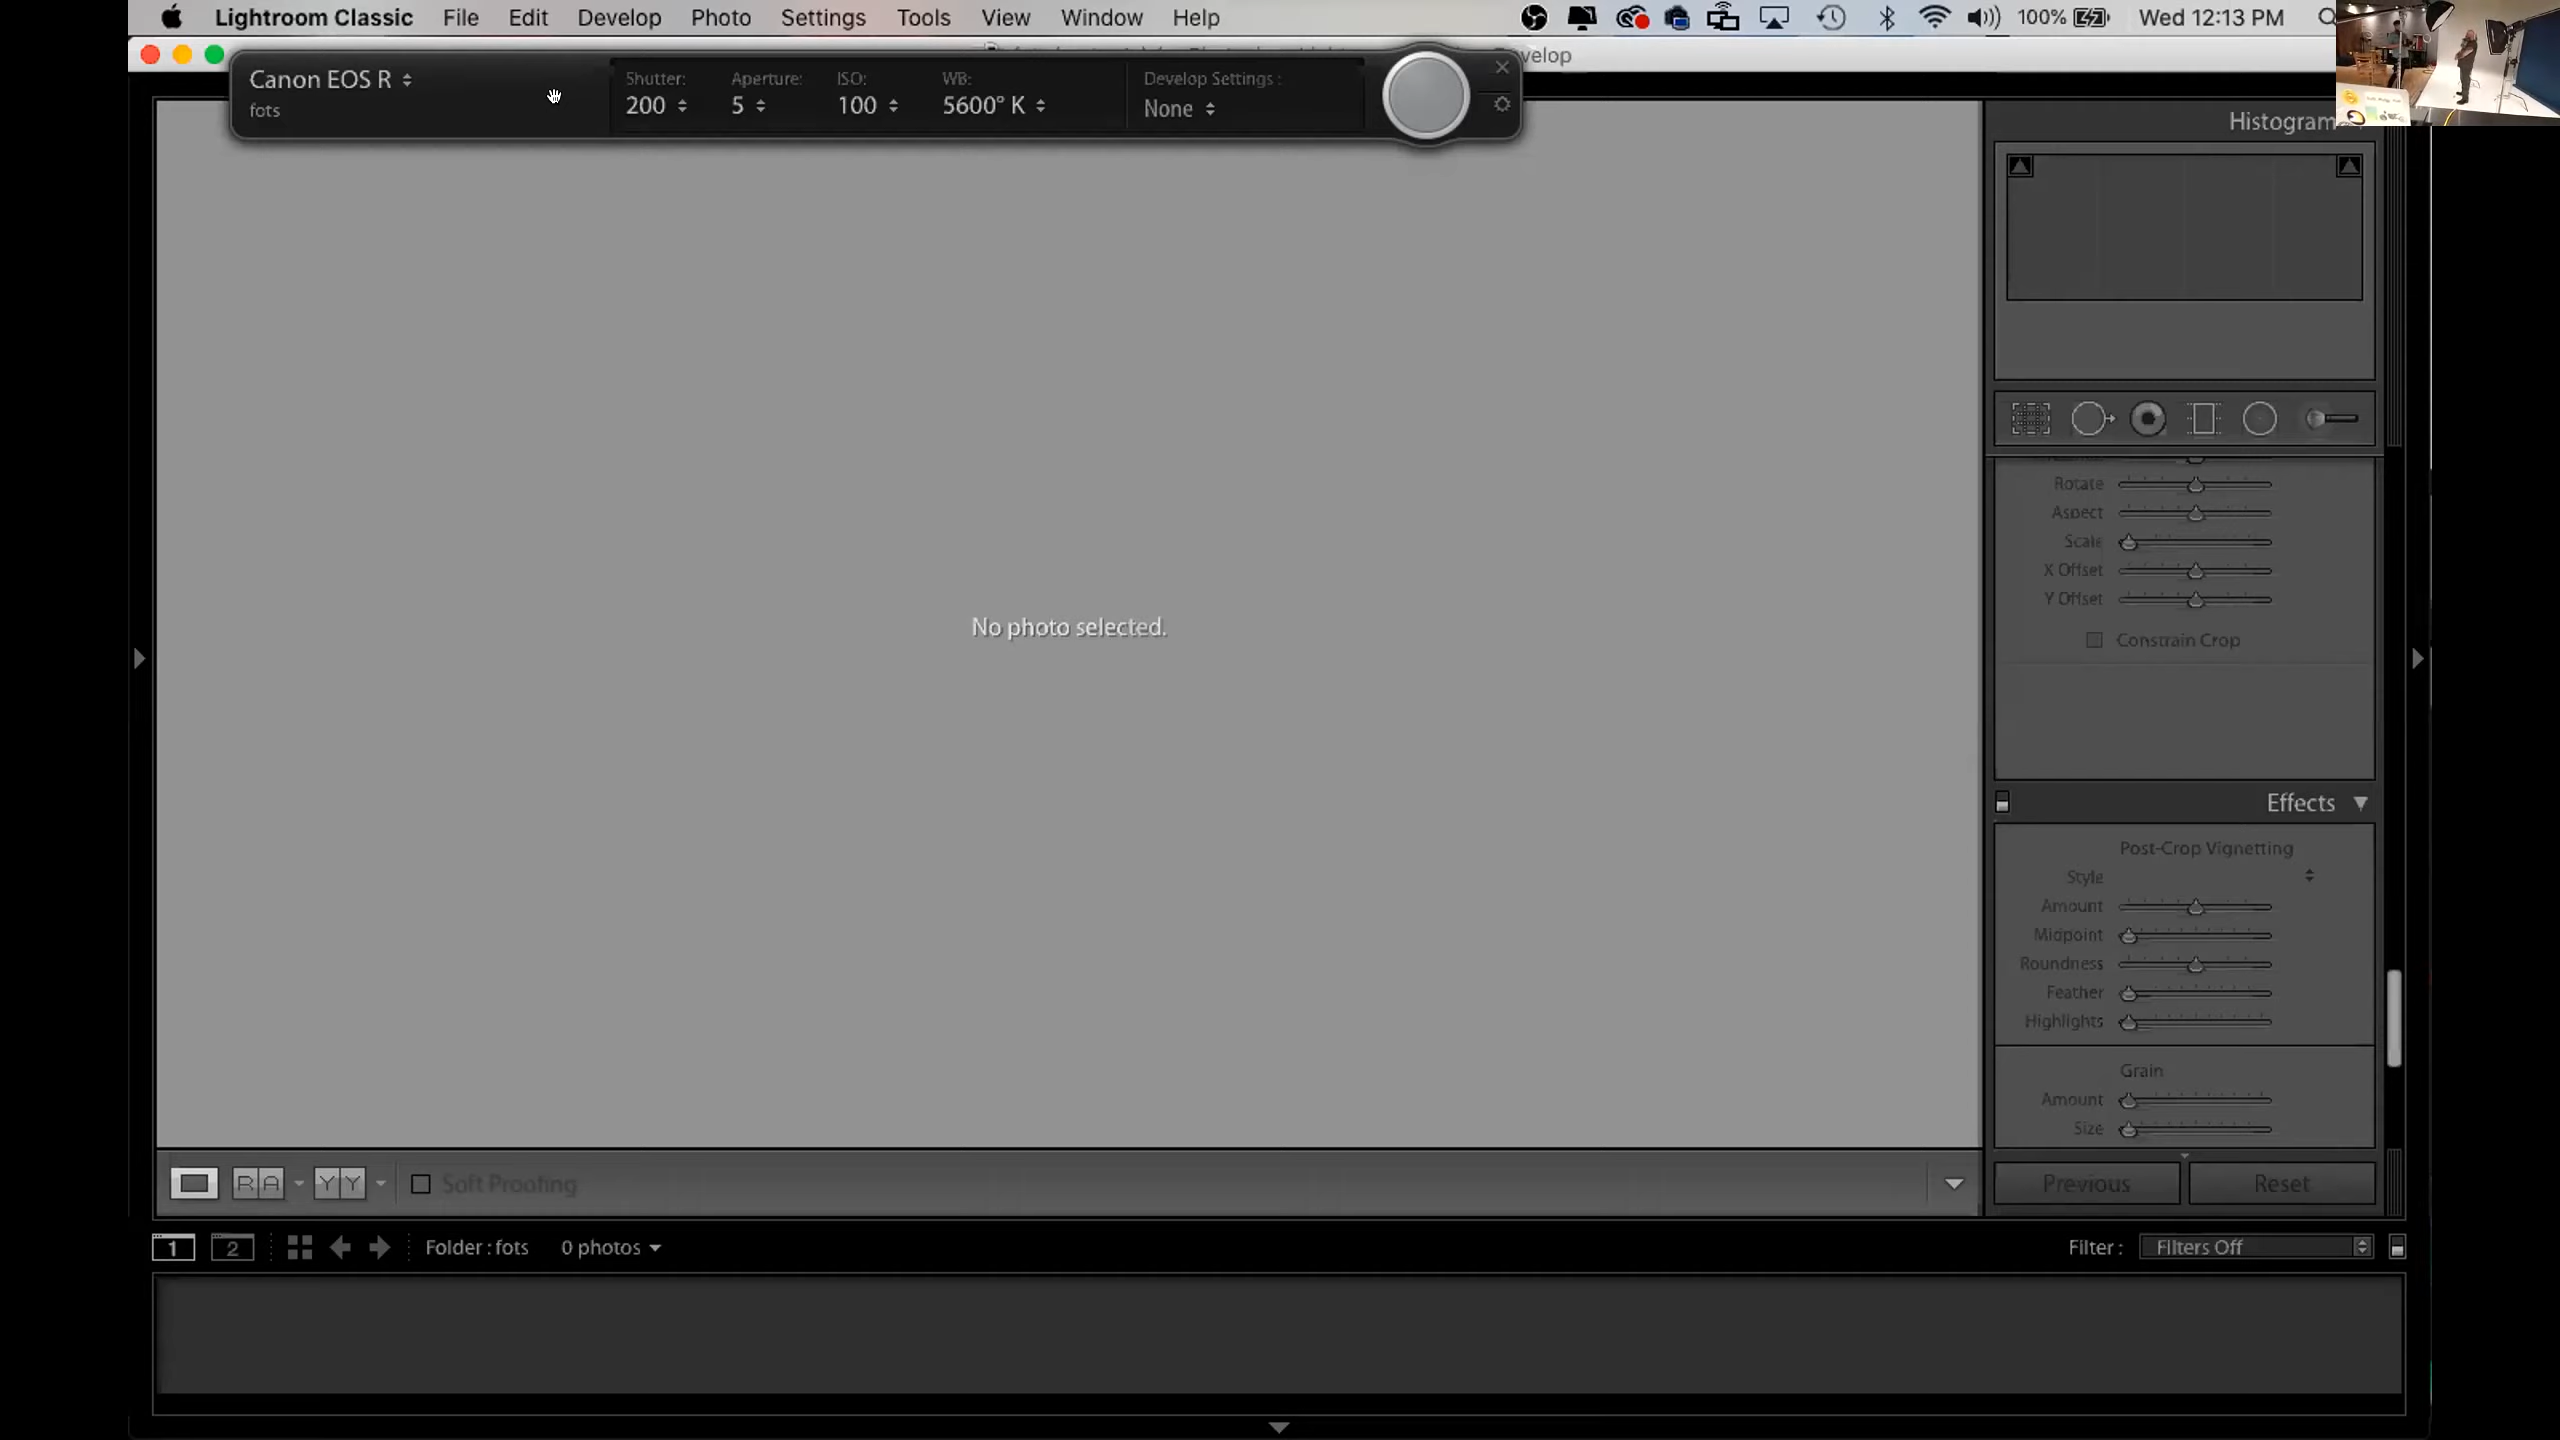 Lightroom Classic File Edit Develop Photo Settings Tools View Window Help 100% Wed 12:13 PM
Canon EOS R
fots
Shutter: Aperture: ISO: WB:
200 5 100 5600° K
Develop Settings :
None
Histogram
No photo selected.
Rotate
Aspect
Scale
X Offset
Y Offset
Constrain Crop
Effects
Post-Crop Vignetting
Style
Amount
Midpoint
Roundness
Feather
Highlights
Grain
Amount
Size
R A Y Y Soft Proofing
Previous Reset
1 2 Folder : fots 0 photos
Filter : Filters Off